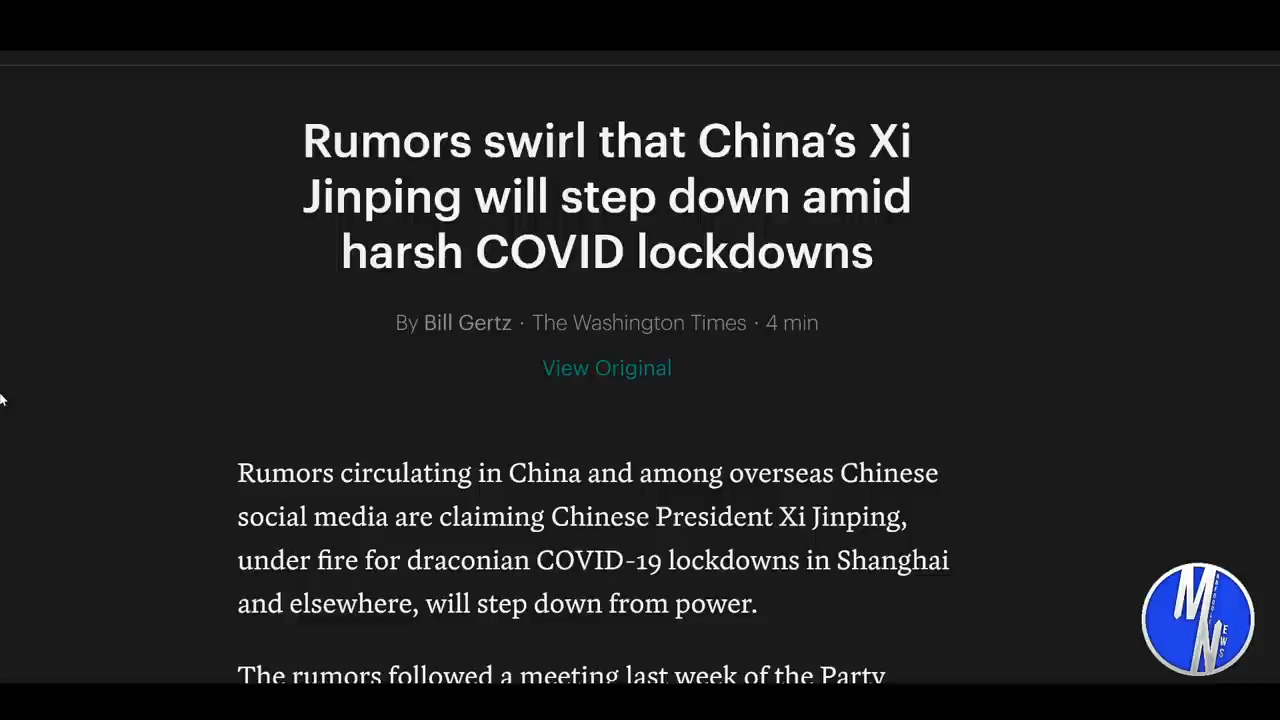 Rumors swirl that China's Xi
Jinping will step down amid
harsh COVID lockdowns
By Bill Gertz · The Washington Times · 4 min
View Original
Rumors circulating in China and among overseas Chinese
social media are claiming Chinese President Xi Jinping,
under fire for draconian COVID-19 lockdowns in Shanghai
and elsewhere, will step down from power.
The rumors followed a meeting last week of the Party
M
NEWS